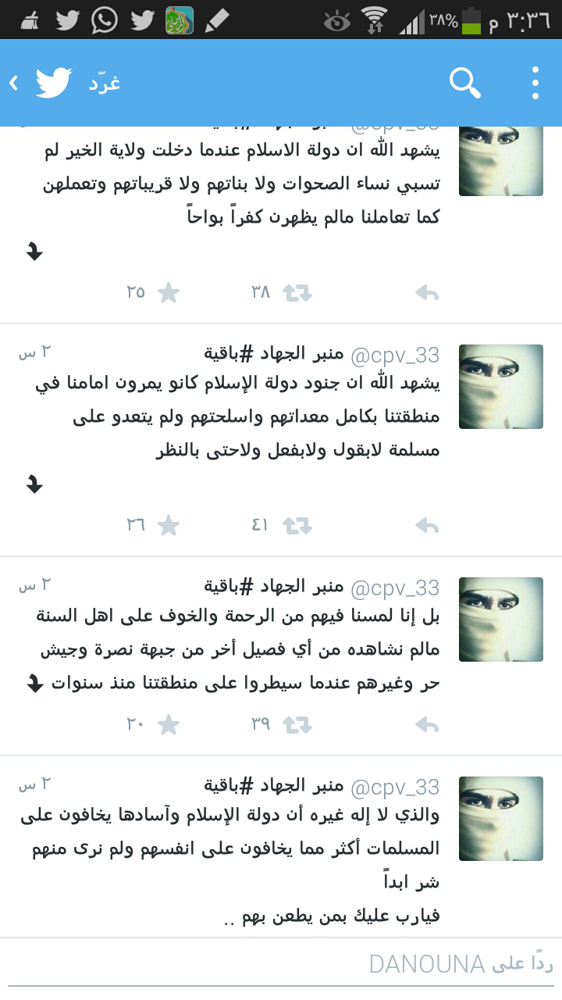 ٣:٣٦ م ٣٨%
غرّد
يشهد الله ان دولة الاسلام عندما دخلت ولاية الخير لم
تسبي نساء الصحوات ولا بناتهم ولا قريباتهم وتعملهن
كما تعاملنا مالم يظهرن كفراً بواحاً
٣٨ ٢٥
@cpv_33 منبر الجهاد #باقية ٢ س
يشهد الله ان جنود دولة الإسلام كانو يمرون امامنا في
منطقتنا بكامل معداتهم واسلحتهم ولم يتعدو على
مسلمة لابقول ولابفعل ولاحتى بالنظر
٤١ ٢٦
@cpv_33 منبر الجهاد #باقية ٢ س
بل إنا لمسنا فيهم من الرحمة والخوف على اهل السنة
مالم نشاهده من أي فصيل أخر من جبهة نصرة وجيش
حر وغيرهم عندما سيطروا على منطقتنا منذ سنوات
٣٩ ٢٠
@cpv_33 منبر الجهاد #باقية ٢ س
والذي لا إله غيره أن دولة الإسلام وآسادها يخافون على
المسلمات أكثر مما يخافون على انفسهم ولم نرى منهم
شر ابداً
فيارب عليك بمن يطعن بهم ..
ردًا على DANOUNA